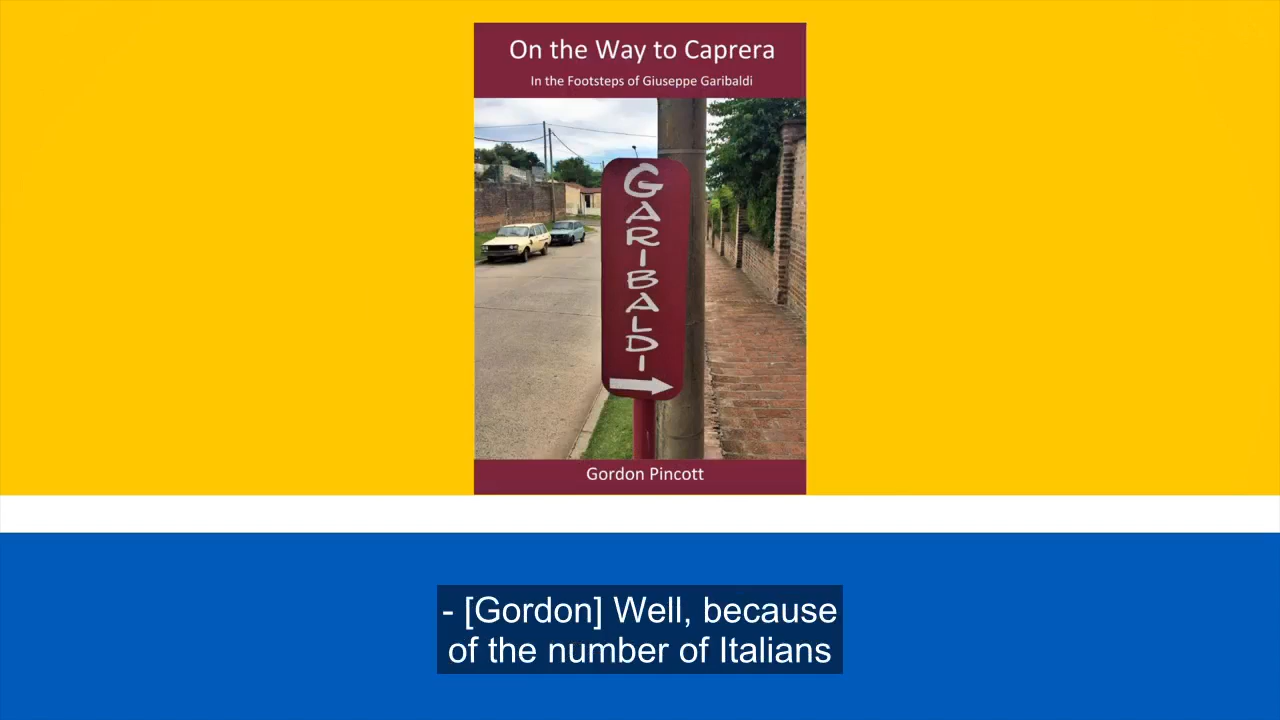 On the Way to Caprera
In the Footsteps of Giuseppe Garibaldi
GARIBALDI
Gordon Pincott
- [Gordon] Well, because
of the number of Italians